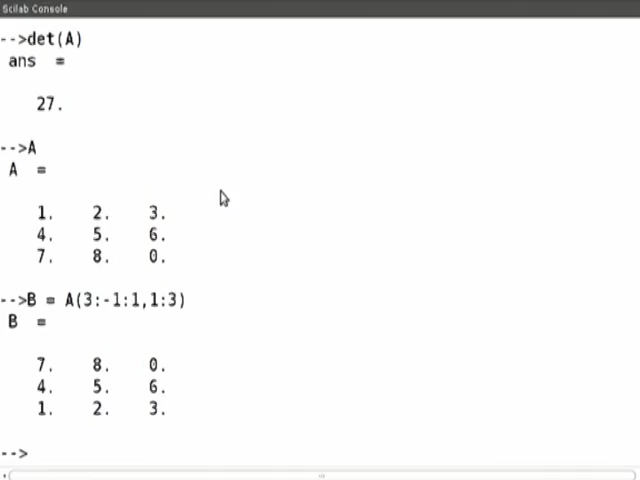 Scilab Console
-->det(A)
ans =
27.
-->A
A =
1. 2. 3.
4. 5. 6.
7. 8. 0.
-->B = A(3:-1:1,1:3)
B =
7. 8. 0.
4. 5. 6.
1. 2. 3.
-->